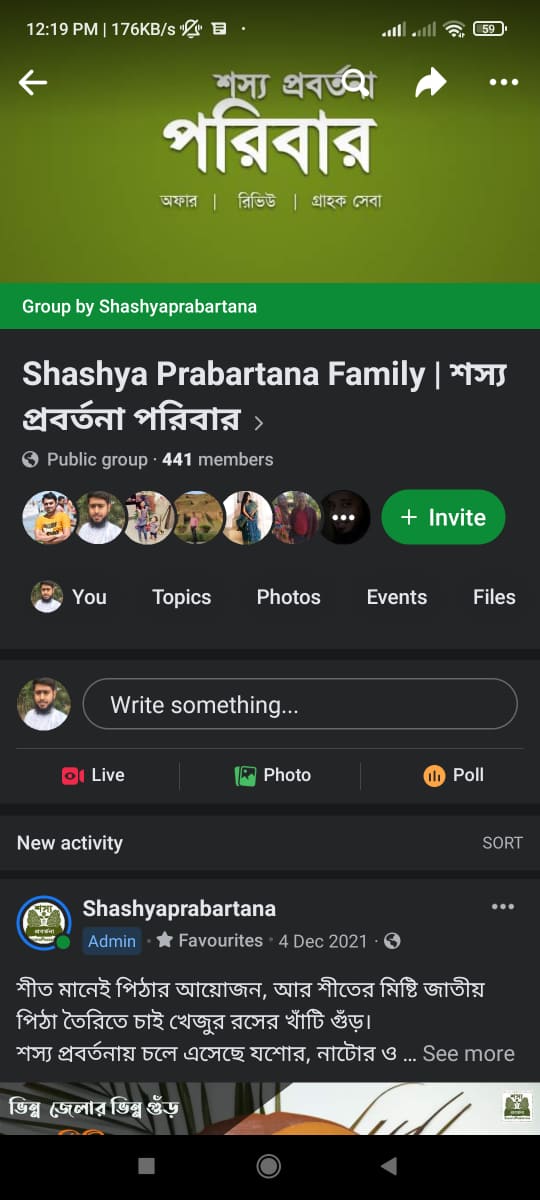 12:19 PM | 176KB/s
59
শস্য প্রবর্তনা
পরিবার
অফার | রিভিউ | গ্রাহক সেবা
Group by Shashyaprabartana
Shashya Prabartana Family | শস্য
প্রবর্তনা পরিবার >
Public group · 441 members
+ Invite
You Topics Photos Events Files
Write something...
Live Photo Poll
New activity SORT
Shashyaprabartana
Admin · Favourites · 4 Dec 2021 ·
শীত মানেই পিঠার আয়োজন, আর শীতের মিষ্টি জাতীয়
পিঠা তৈরিতে চাই খেজুর রসের খাঁটি গুঁড়।
শস্য প্রবর্তনায় চলে এসেছে যশোর, নাটোর ও ... See more
ভিন্ন জেলার ভিন্ন গুঁড়